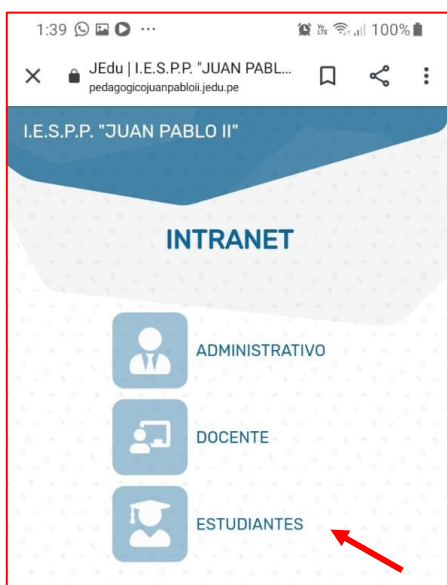 1:39 ... 100%
JEdu | I.E.S.P.P. "JUAN PABL...
pedagogicojuanpabloii.jedu.pe
I.E.S.P.P. "JUAN PABLO II"
INTRANET
ADMINISTRATIVO
DOCENTE
ESTUDIANTES